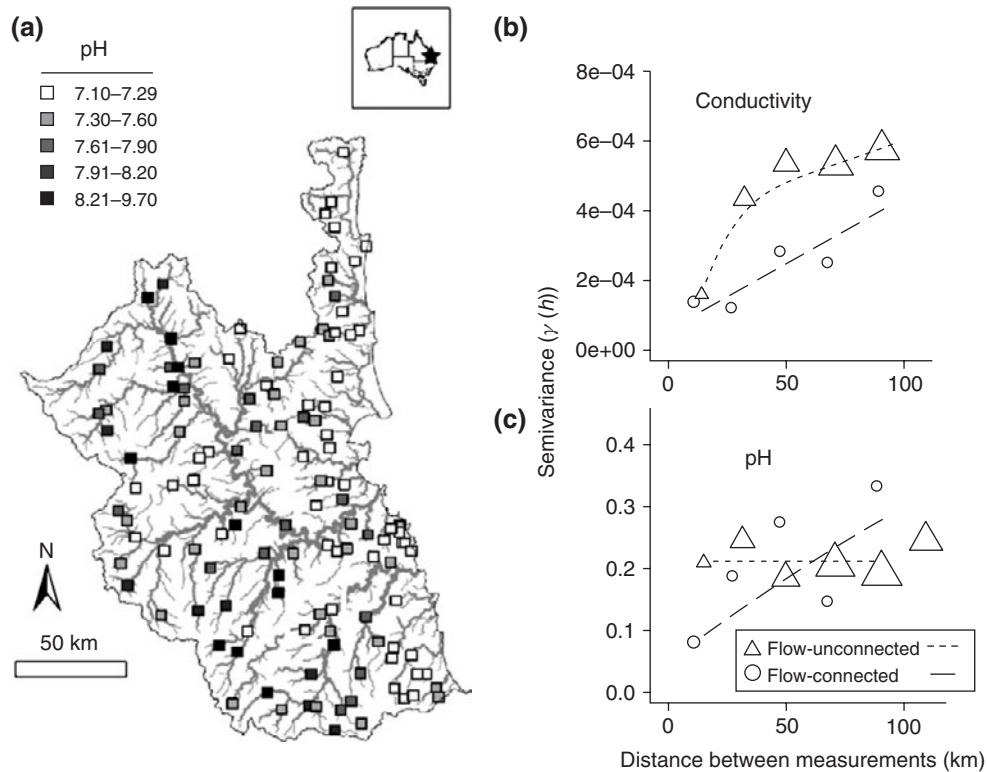 (a)
pH
7.10–7.29
7.30–7.60
7.61–7.90
7.91–8.20
8.21–9.70
N
50 km
(b)
8e–04
6e–04
4e–04
2e–04
0e+00
Conductivity
0
50
100
Semivariance (γ (h))
(c)
0.4
0.3
0.2
0.1
0.0
pH
Flow-unconnected
Flow-connected
0
50
100
Distance between measurements (km)